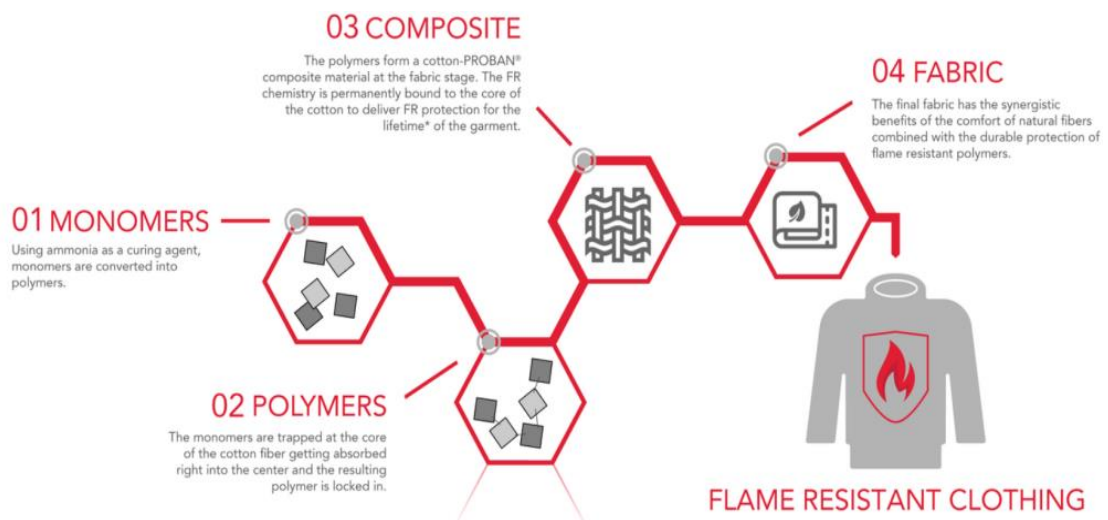 01 MONOMERS
Using ammonia as a curing agent,
monomers are converted into
polymers.
02 POLYMERS
The monomers are trapped at the core
of the cotton fiber getting absorbed
right into the center and the resulting
polymer is locked in.
03 COMPOSITE
The polymers form a cotton-PROBAN®
composite material at the fabric stage. The FR
chemistry is permanently bound to the core of
the cotton to deliver FR protection for the
lifetime* of the garment.
04 FABRIC
The final fabric has the synergistic
benefits of the comfort of natural fibers
combined with the durable protection of
flame resistant polymers.
FLAME RESISTANT CLOTHING